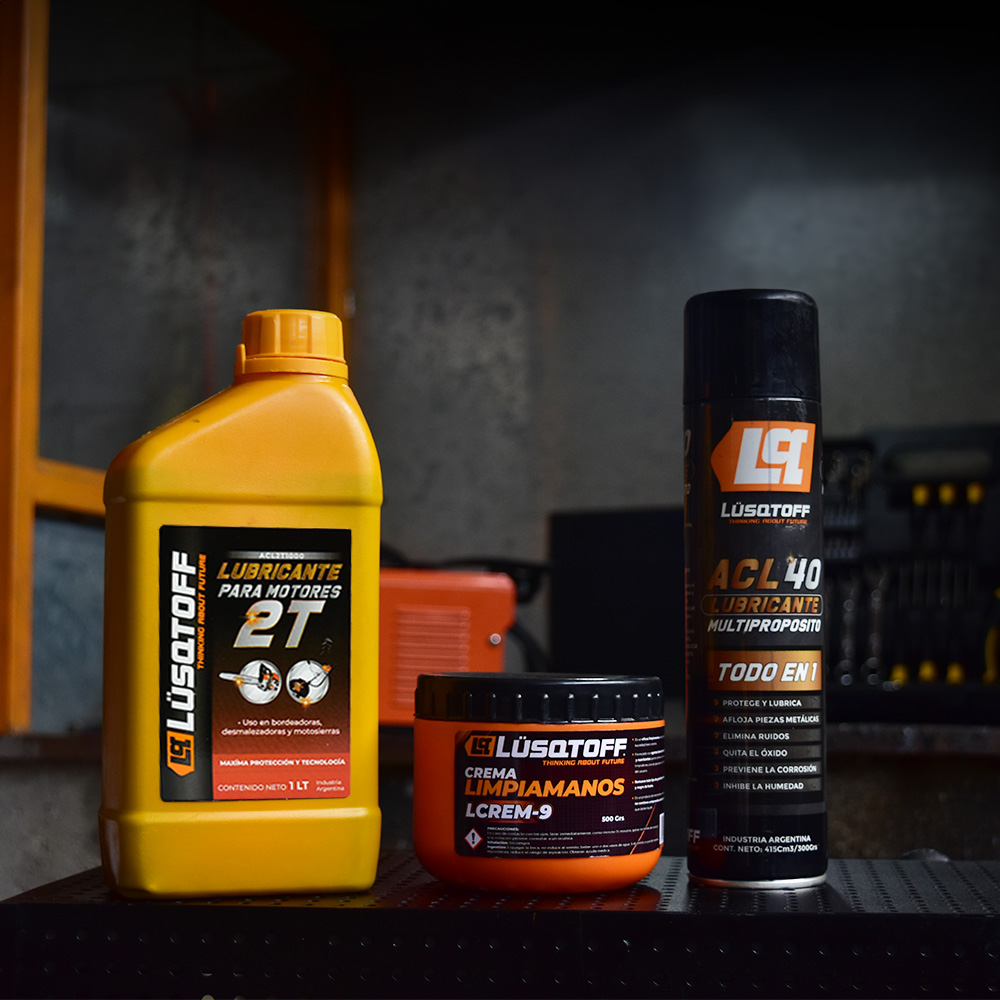 LÜSQTOFF
THINKING ABOUT FUTURE
ACL2T1000
LUBRICANTE
PARA MOTORES
2T
• Uso en bordeadoras,
desmalezadoras y motosierras
MAXÍMA PROTECCIÓN Y TECNOLOGÍA
CONTENIDO NETO 1 LT
Industria
Argentina
LÜSQTOFF
THINKING ABOUT FUTURE
CREMA
LIMPIAMANOS
LCREM-9
500 Grs
PRECAUCIONES:
LQ
LÜSQTOFF
THINKING ABOUT FUTURE
ACL 40
LUBRICANTE
MULTIPROPOSITO
TODO EN 1
PROTEGE Y LUBRICA
AFLOJA PIEZAS METÁLICAS
ELIMINA RUIDOS
QUITA EL ÓXIDO
PREVIENE LA CORROSIÓN
INHIBE LA HUMEDAD
INDUSTRIA ARGENTINA
CONT. NETO: 415Cm3/300Grs